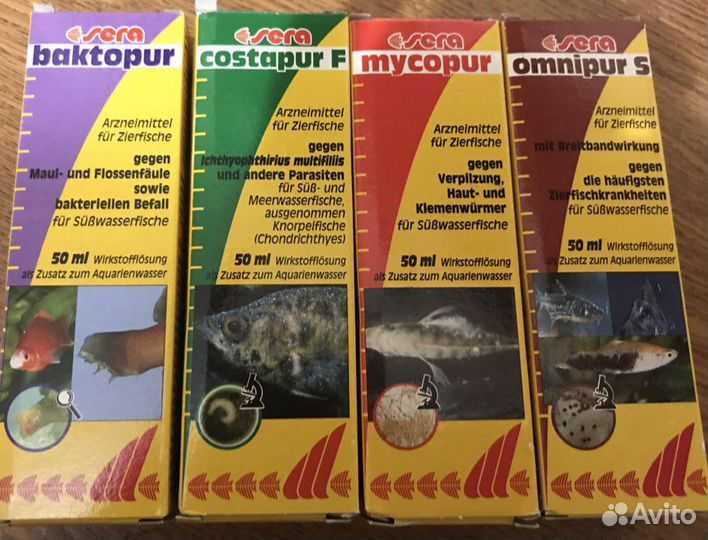 sera
baktopur
Arzneimittel
für Zierfische
gegen
Maul- und Flossenfäule
sowie
bakteriellen Befall
für Süßwasserfische
50 ml Wirkstofflösung
als Zusatz zum Aquarienwasser
sera
costapur F
Arzneimittel
für Zierfische
gegen
Ichthyophthirius multifiliis
und andere Parasiten
für Süß- und
Meerwasserfische,
ausgenommen
Knorpelfische
(Chondrichthyes)
50 ml Wirkstofflösung
als Zusatz zum Aquarienwasser
sera
mycopur
Arzneimittel
für Zierfische
gegen
Verpilzung,
Haut- und
Kiemenwürmer
für Süßwasserfische
50 ml Wirkstofflösung
als Zusatz zum Aquarienwasser
sera
omnipur S
Arzneimittel
für Zierfische
mit Breitbandwirkung
gegen
die häufigsten
Zierfischkrankheiten
für Süßwasserfische
50 ml Wirkstofflösung
als Zusatz zum Aquarienwasser
Avito